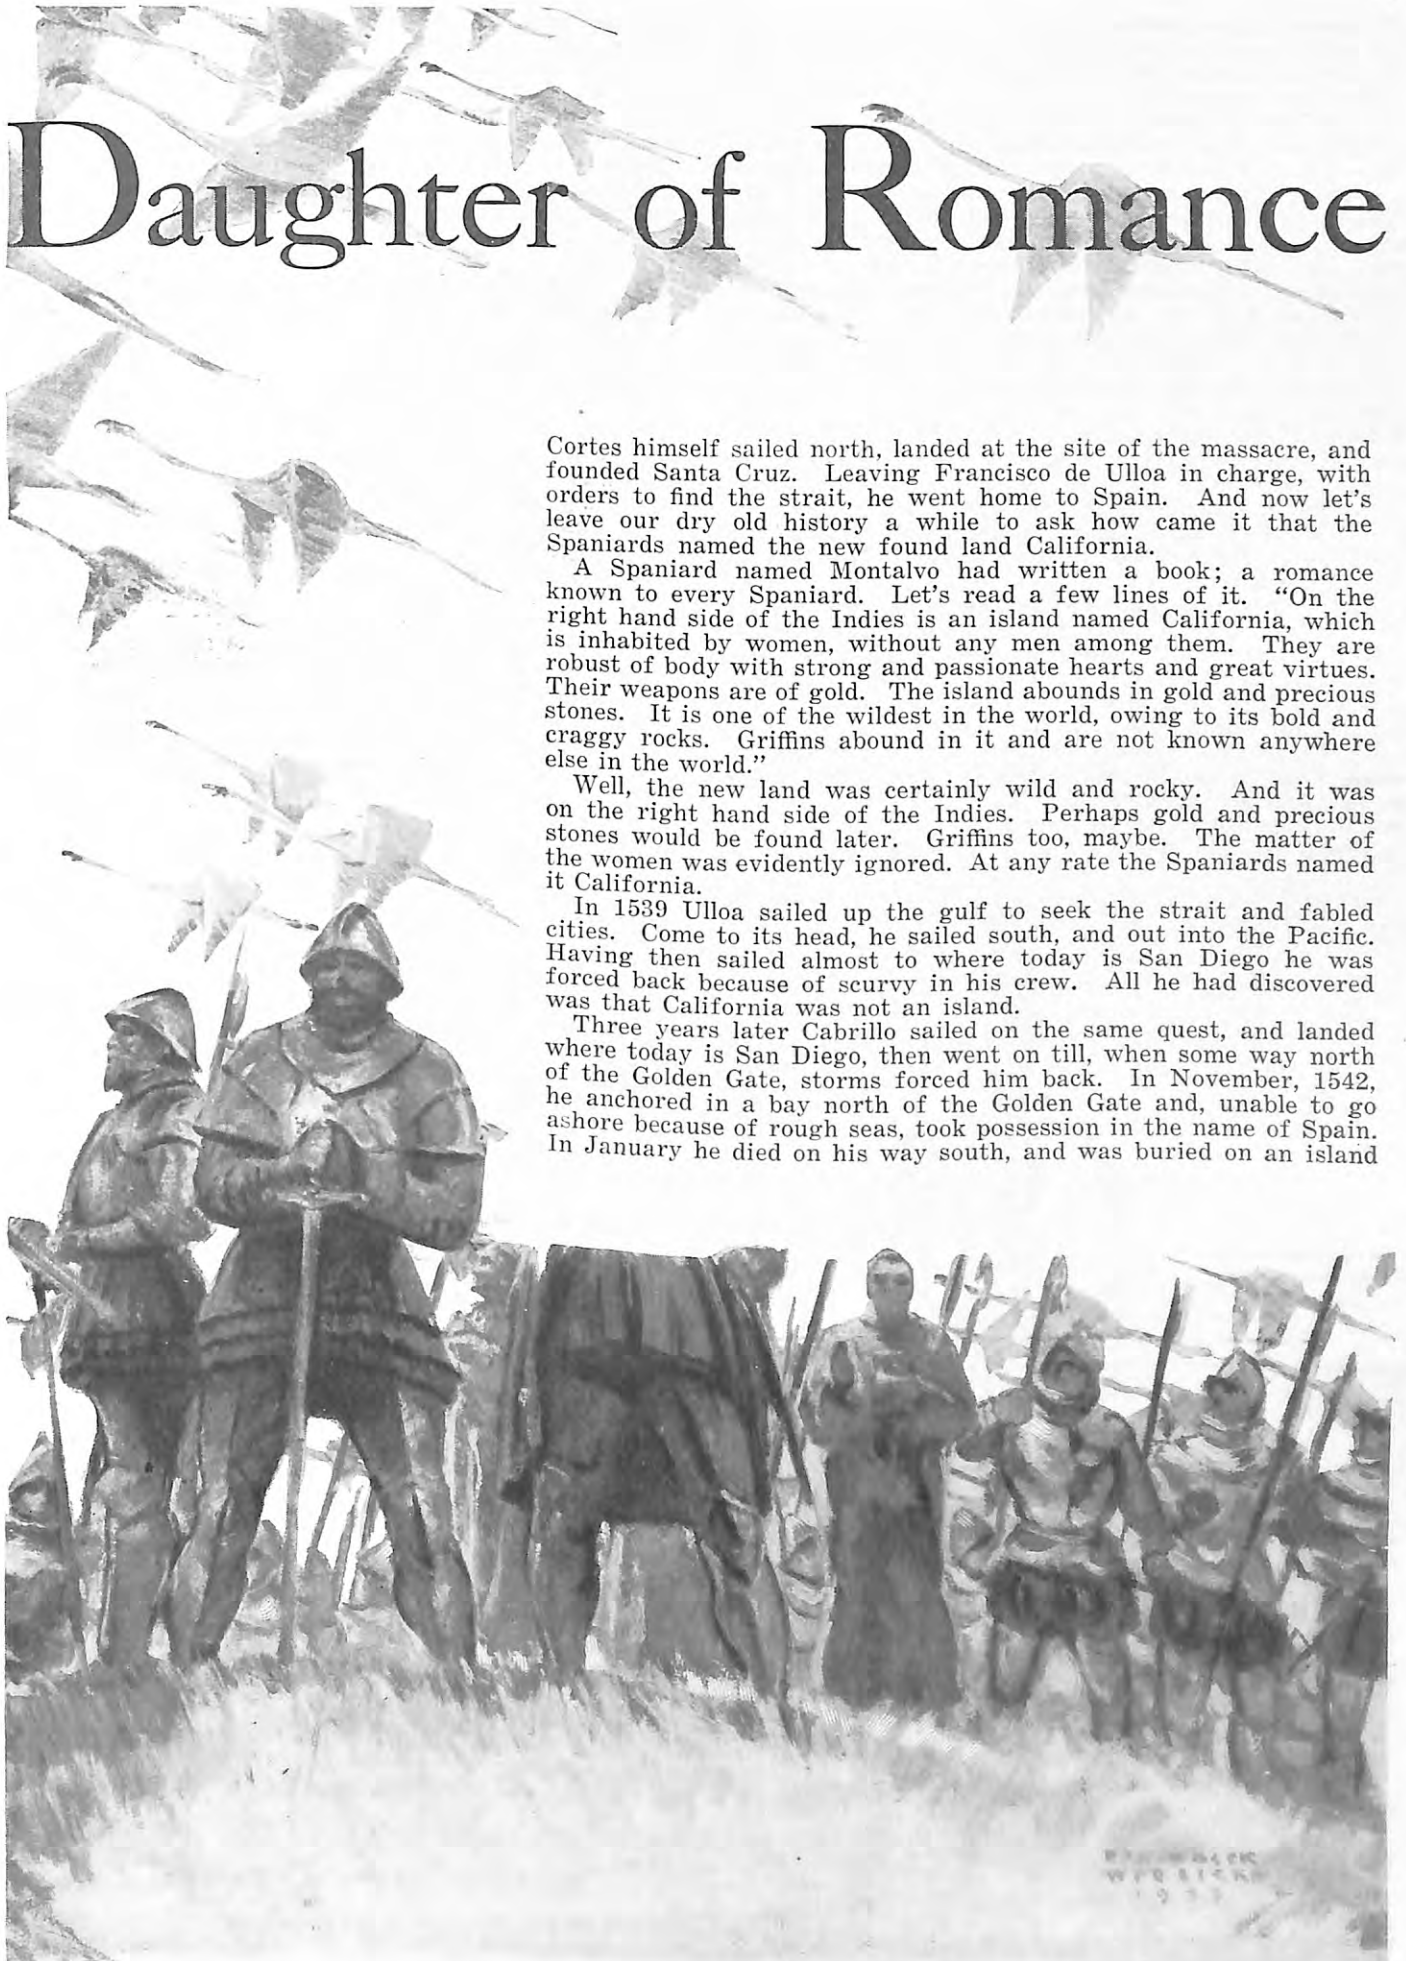 Daughter of Romance
Cortes himself sailed north, landed at the site of the massacre, and
founded Santa Cruz. Leaving Francisco de Ulloa in charge, with
orders to find the strait, he went home to Spain. And now let's
leave our dry old history a while to ask how came it that the
Spaniards named the new found land California.
A Spaniard named Montalvo had written a book; a romance
known to every Spaniard. Let's read a few lines of it. "On the
right hand side of the Indies is an island named California, which
is inhabited by women, without any men among them. They are
robust of body with strong and passionate hearts and great virtues.
Their weapons are of gold. The island abounds in gold and precious
stones. It is one of the wildest in the world, owing to its bold and
craggy rocks. Griffins abound in it and are not known anywhere
else in the world."
Well, the new land was certainly wild and rocky. And it was
on the right hand side of the Indies. Perhaps gold and precious
stones would be found later. Griffins too, maybe. The matter of
the women was evidently ignored. At any rate the Spaniards named
it California.
In 1539 Ulloa sailed up the gulf to seek the strait and fabled
cities. Come to its head, he sailed south, and out into the Pacific.
Having then sailed almost to where today is San Diego he was
forced back because of scurvy in his crew. All he had discovered
was that California was not an island.
Three years later Cabrillo sailed on the same quest, and landed
where today is San Diego, then went on till, when some way north
of the Golden Gate, storms forced him back. In November, 1542,
he anchored in a bay north of the Golden Gate and, unable to go
ashore because of rough seas, took possession in the name of Spain.
In January he died on his way south, and was buried on an island